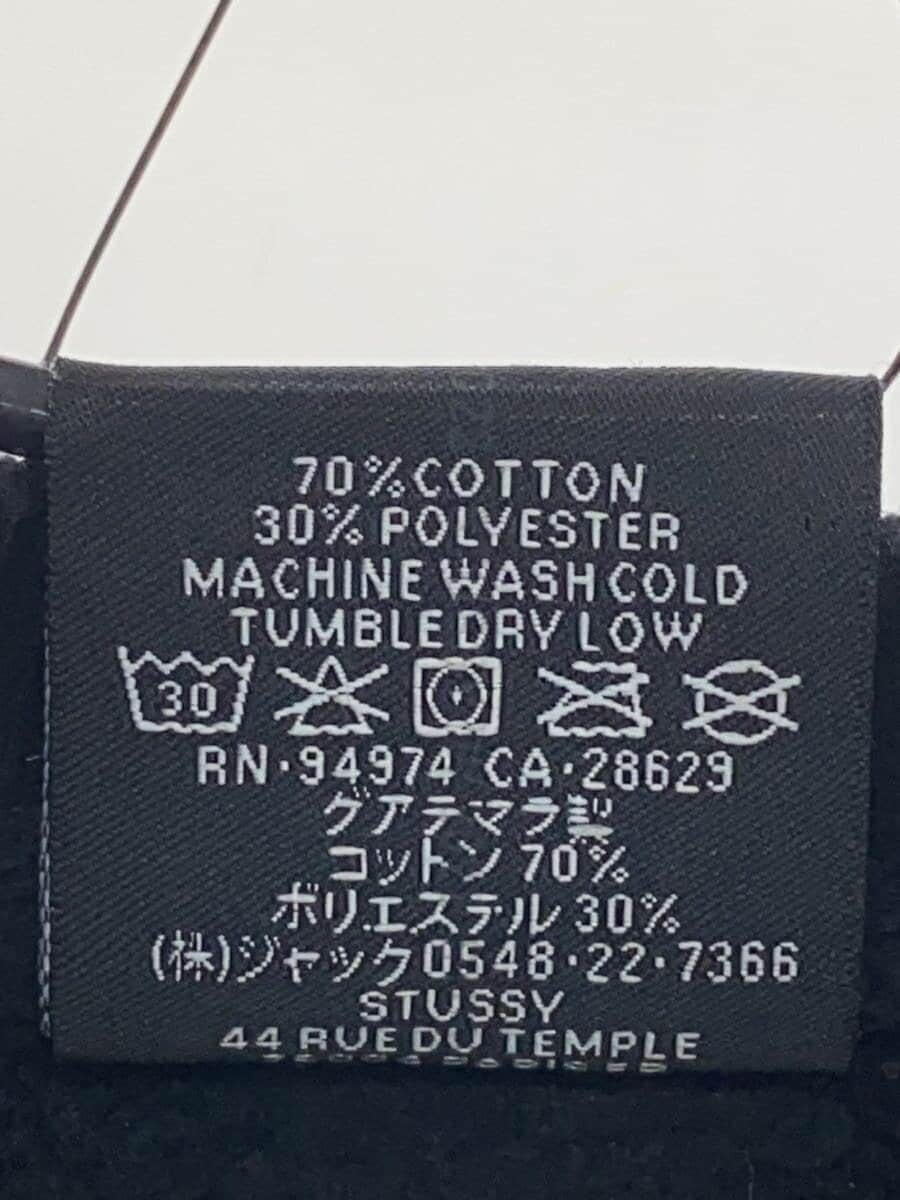 70% COTTON
30% POLYESTER
MACHINE WASH COLD
TUMBLE DRY LOW
30
RN·94974 CA·28629
グアテマラ製
コットン 70%
ポリエステル 30%
(株)ジャック0548·22·7366
STUSSY
44 RUE DU TEMPLE